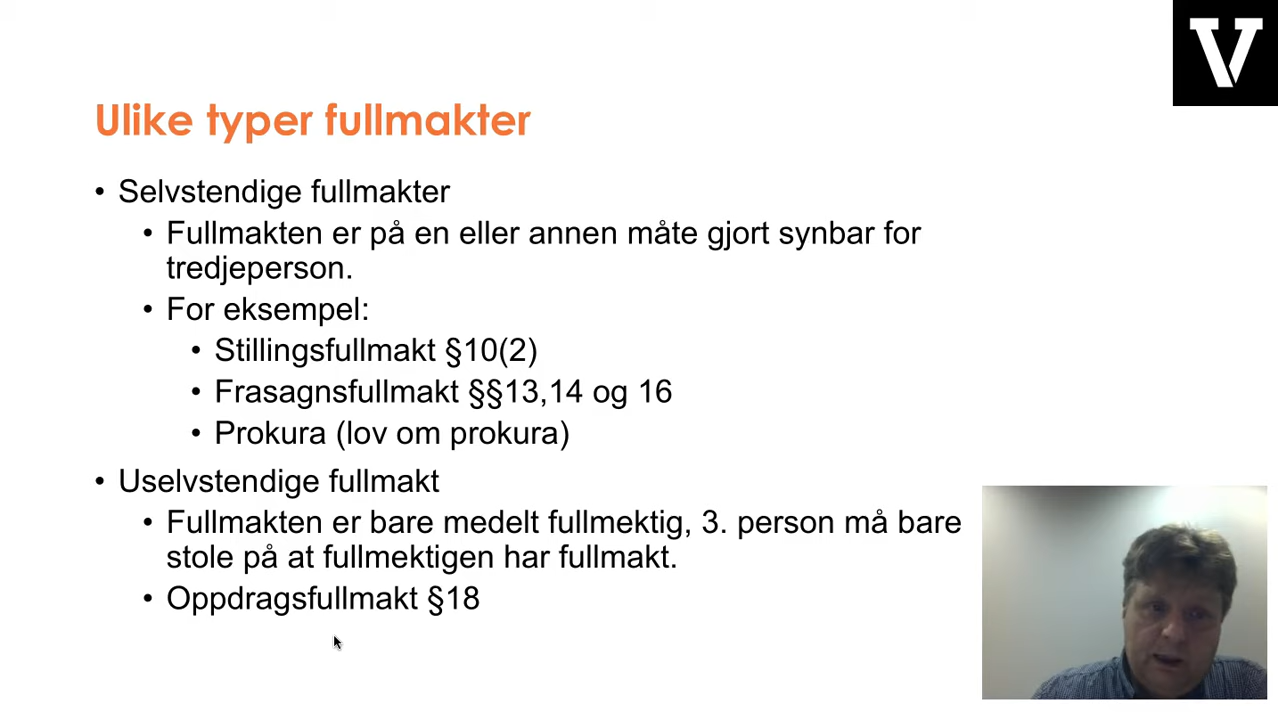 V
Ulike typer fullmakter
• Selvstendige fullmakter
• Fullmakten er på en eller annen måte gjort synbar for
tredjeperson.
• For eksempel:
• Stillingsfullmakt §10(2)
• Frasagnsfullmakt §§13,14 og 16
• Prokura (lov om prokura)
• Uselvstendige fullmakt
• Fullmakten er bare medelt fullmektig, 3. person må bare
stole på at fullmektigen har fullmakt.
• Oppdragsfullmakt §18